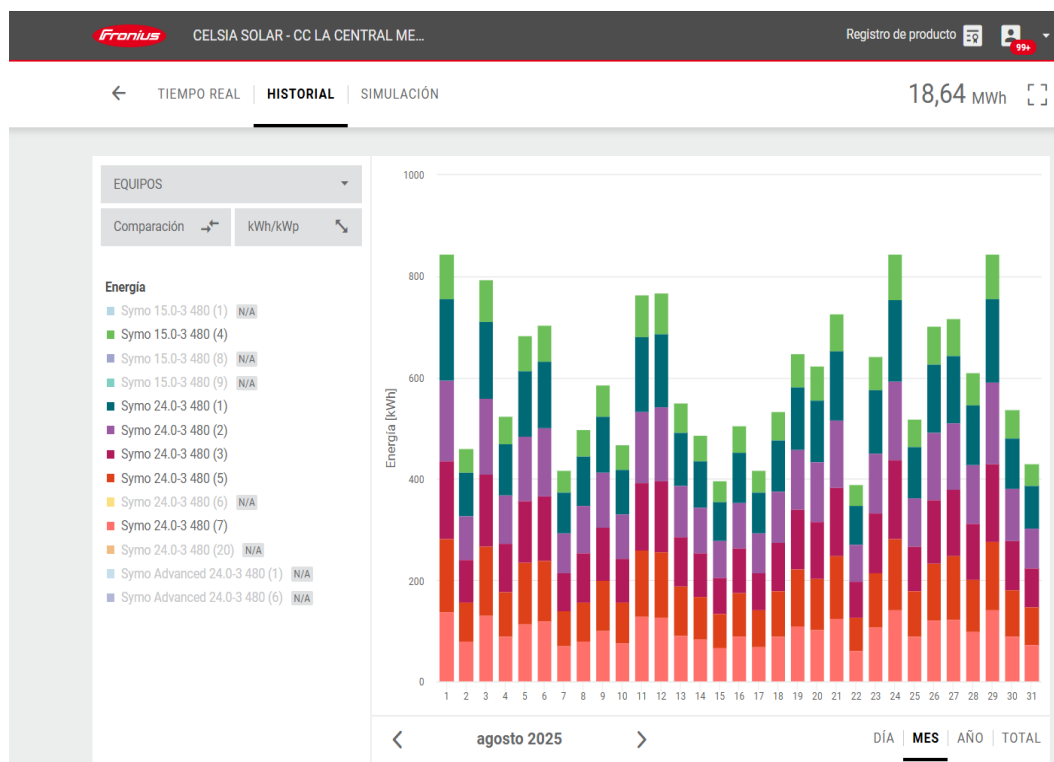 Fronius CELSIA SOLAR - CC LA CENTRAL ME... Registro de producto 99+
TIEMPO REAL HISTORIAL SIMULACIÓN 18,64 MWh
EQUIPOS
Comparación kWh/kWp
Energía
Symo 15.0-3 480 (1) N/A
Symo 15.0-3 480 (4)
Symo 15.0-3 480 (8) N/A
Symo 15.0-3 480 (9) N/A
Symo 24.0-3 480 (1)
Symo 24.0-3 480 (2)
Symo 24.0-3 480 (3)
Symo 24.0-3 480 (5)
Symo 24.0-3 480 (6) N/A
Symo 24.0-3 480 (7)
Symo 24.0-3 480 (20) N/A
Symo Advanced 24.0-3 480 (1) N/A
Symo Advanced 24.0-3 480 (6) N/A
Energía [kWh]
1000
800
600
400
200
0
1 2 3 4 5 6 7 8 9 10 11 12 13 14 15 16 17 18 19 20 21 22 23 24 25 26 27 28 29 30 31
agosto 2025 DÍA MES AÑO TOTAL